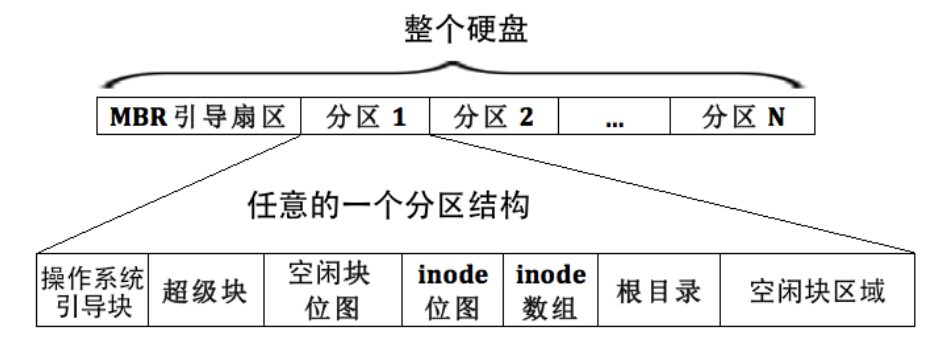 整个硬盘
MBR 引导扇区 分区 1 分区 2 ... 分区 N
任意的一个分区结构
操作系统
引导块
超级块
空闲块
位图
inode
位图
inode
数组
根目录
空闲块区域